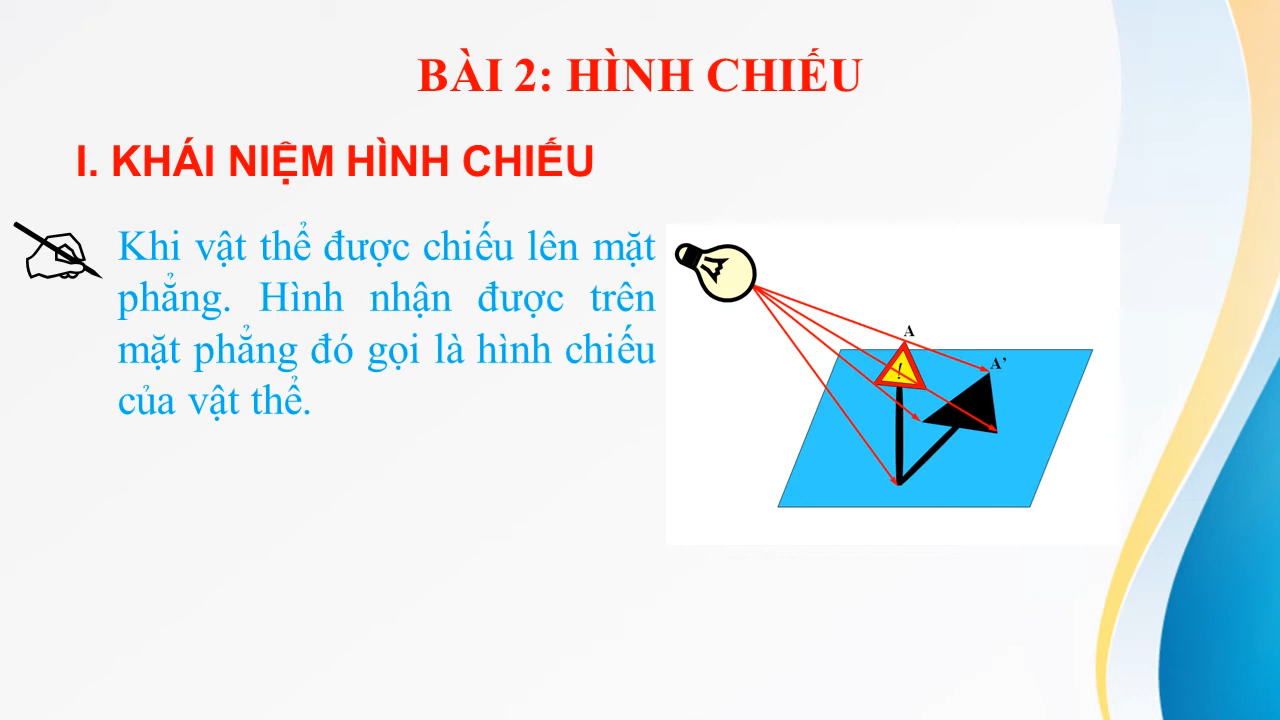 BÀI 2: HÌNH CHIẾU
I. KHÁI NIỆM HÌNH CHIẾU
Khi vật thể được chiếu lên mặt
phẳng. Hình nhận được trên
mặt phẳng đó gọi là hình chiếu
của vật thể.
A
A’
!